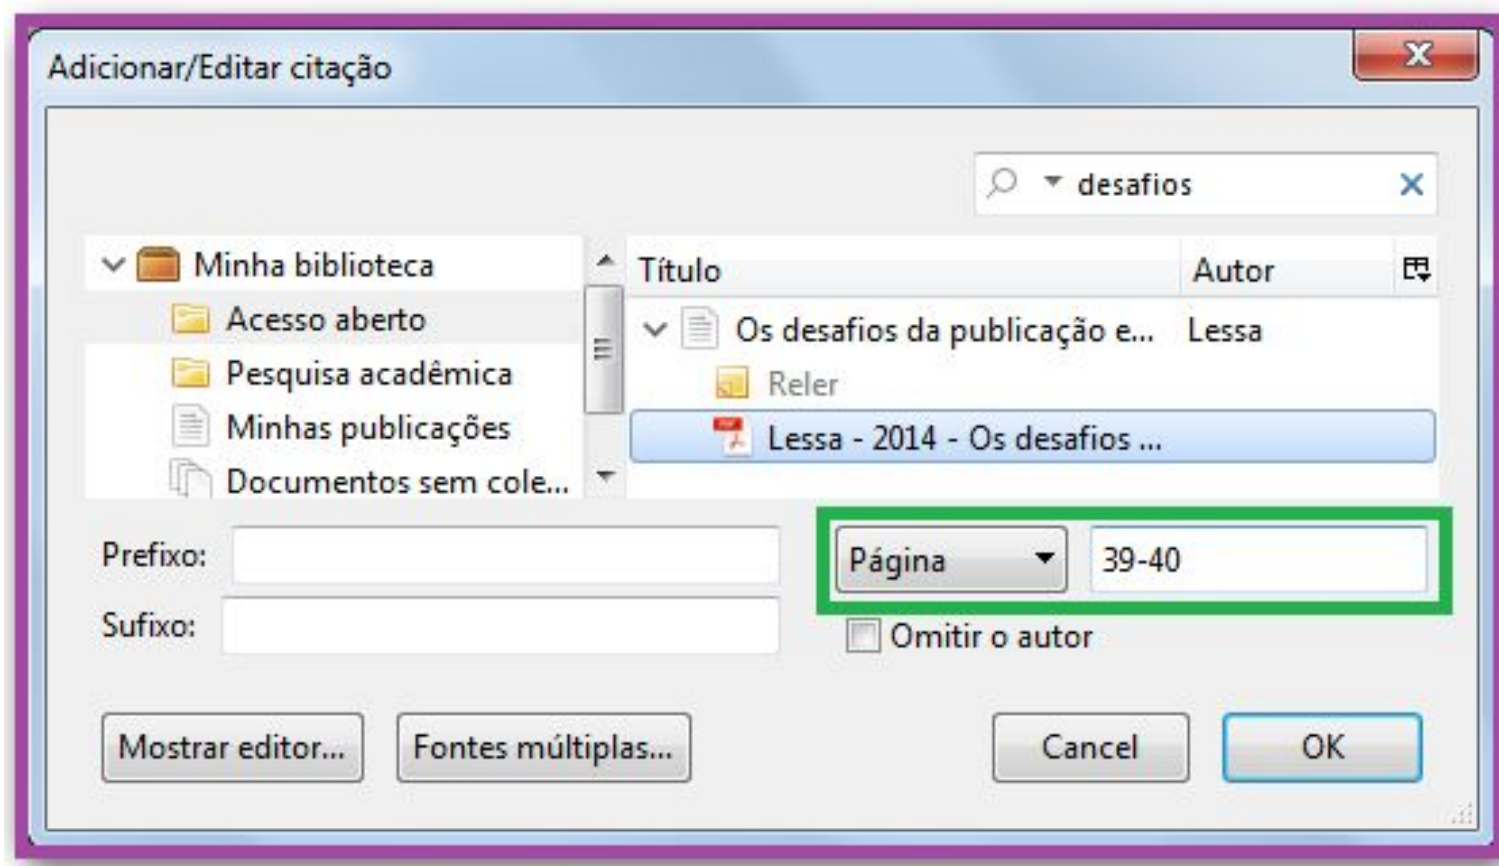 Adicionar/Editar citação
desafios
Minha biblioteca
Acesso aberto
Pesquisa acadêmica
Minhas publicações
Documentos sem cole...
Título Autor
Os desafios da publicação e... Lessa
Reler
Lessa - 2014 - Os desafios ...
Prefixo:
Página 39-40
Sufixo:
Omitir o autor
Mostrar editor... Fontes múltiplas... Cancel OK